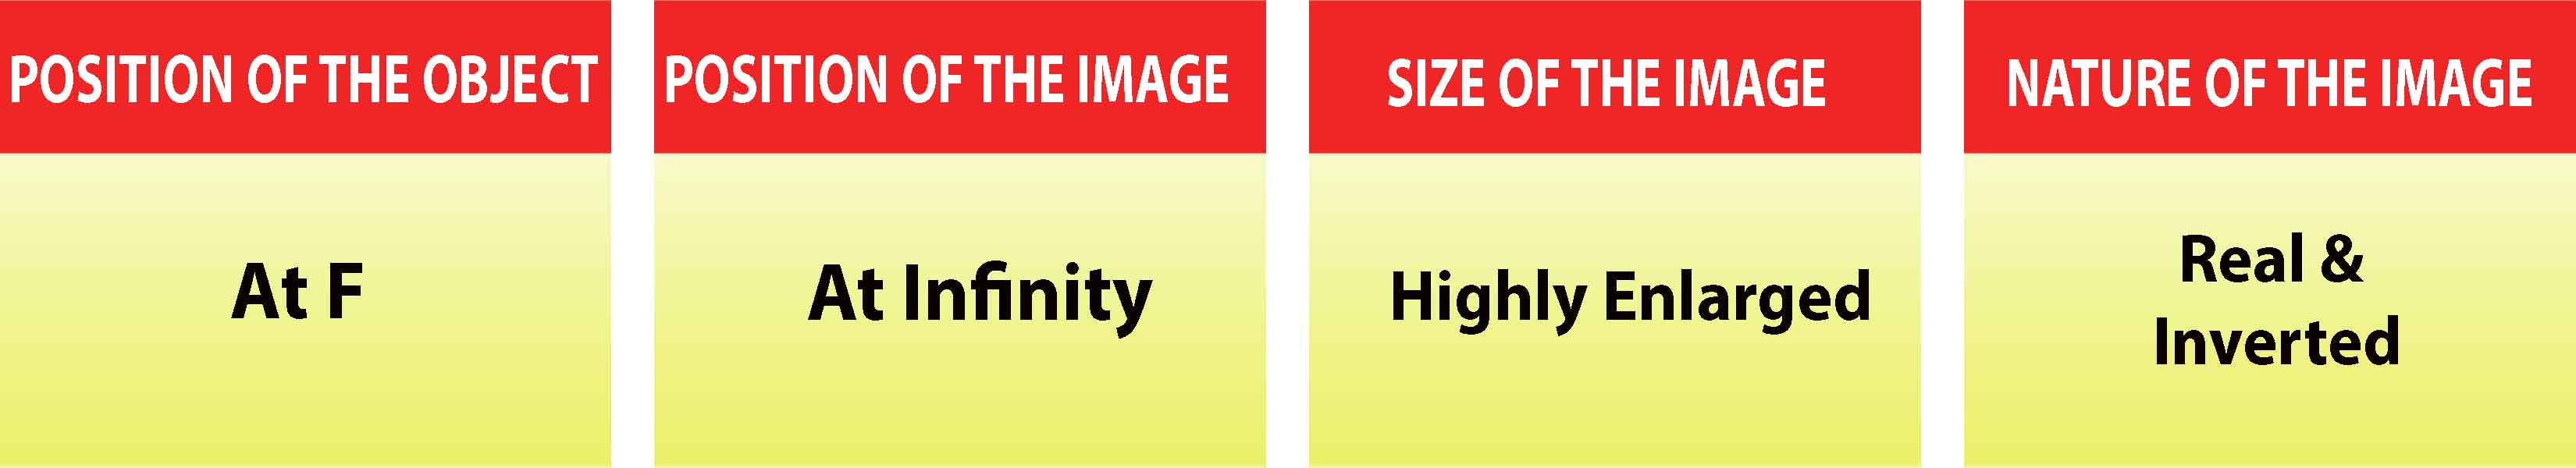 POSITION OF THE OBJECT
POSITION OF THE IMAGE
SIZE OF THE IMAGE
NATURE OF THE IMAGE
At F
At Infinity
Highly Enlarged
Real &
Inverted